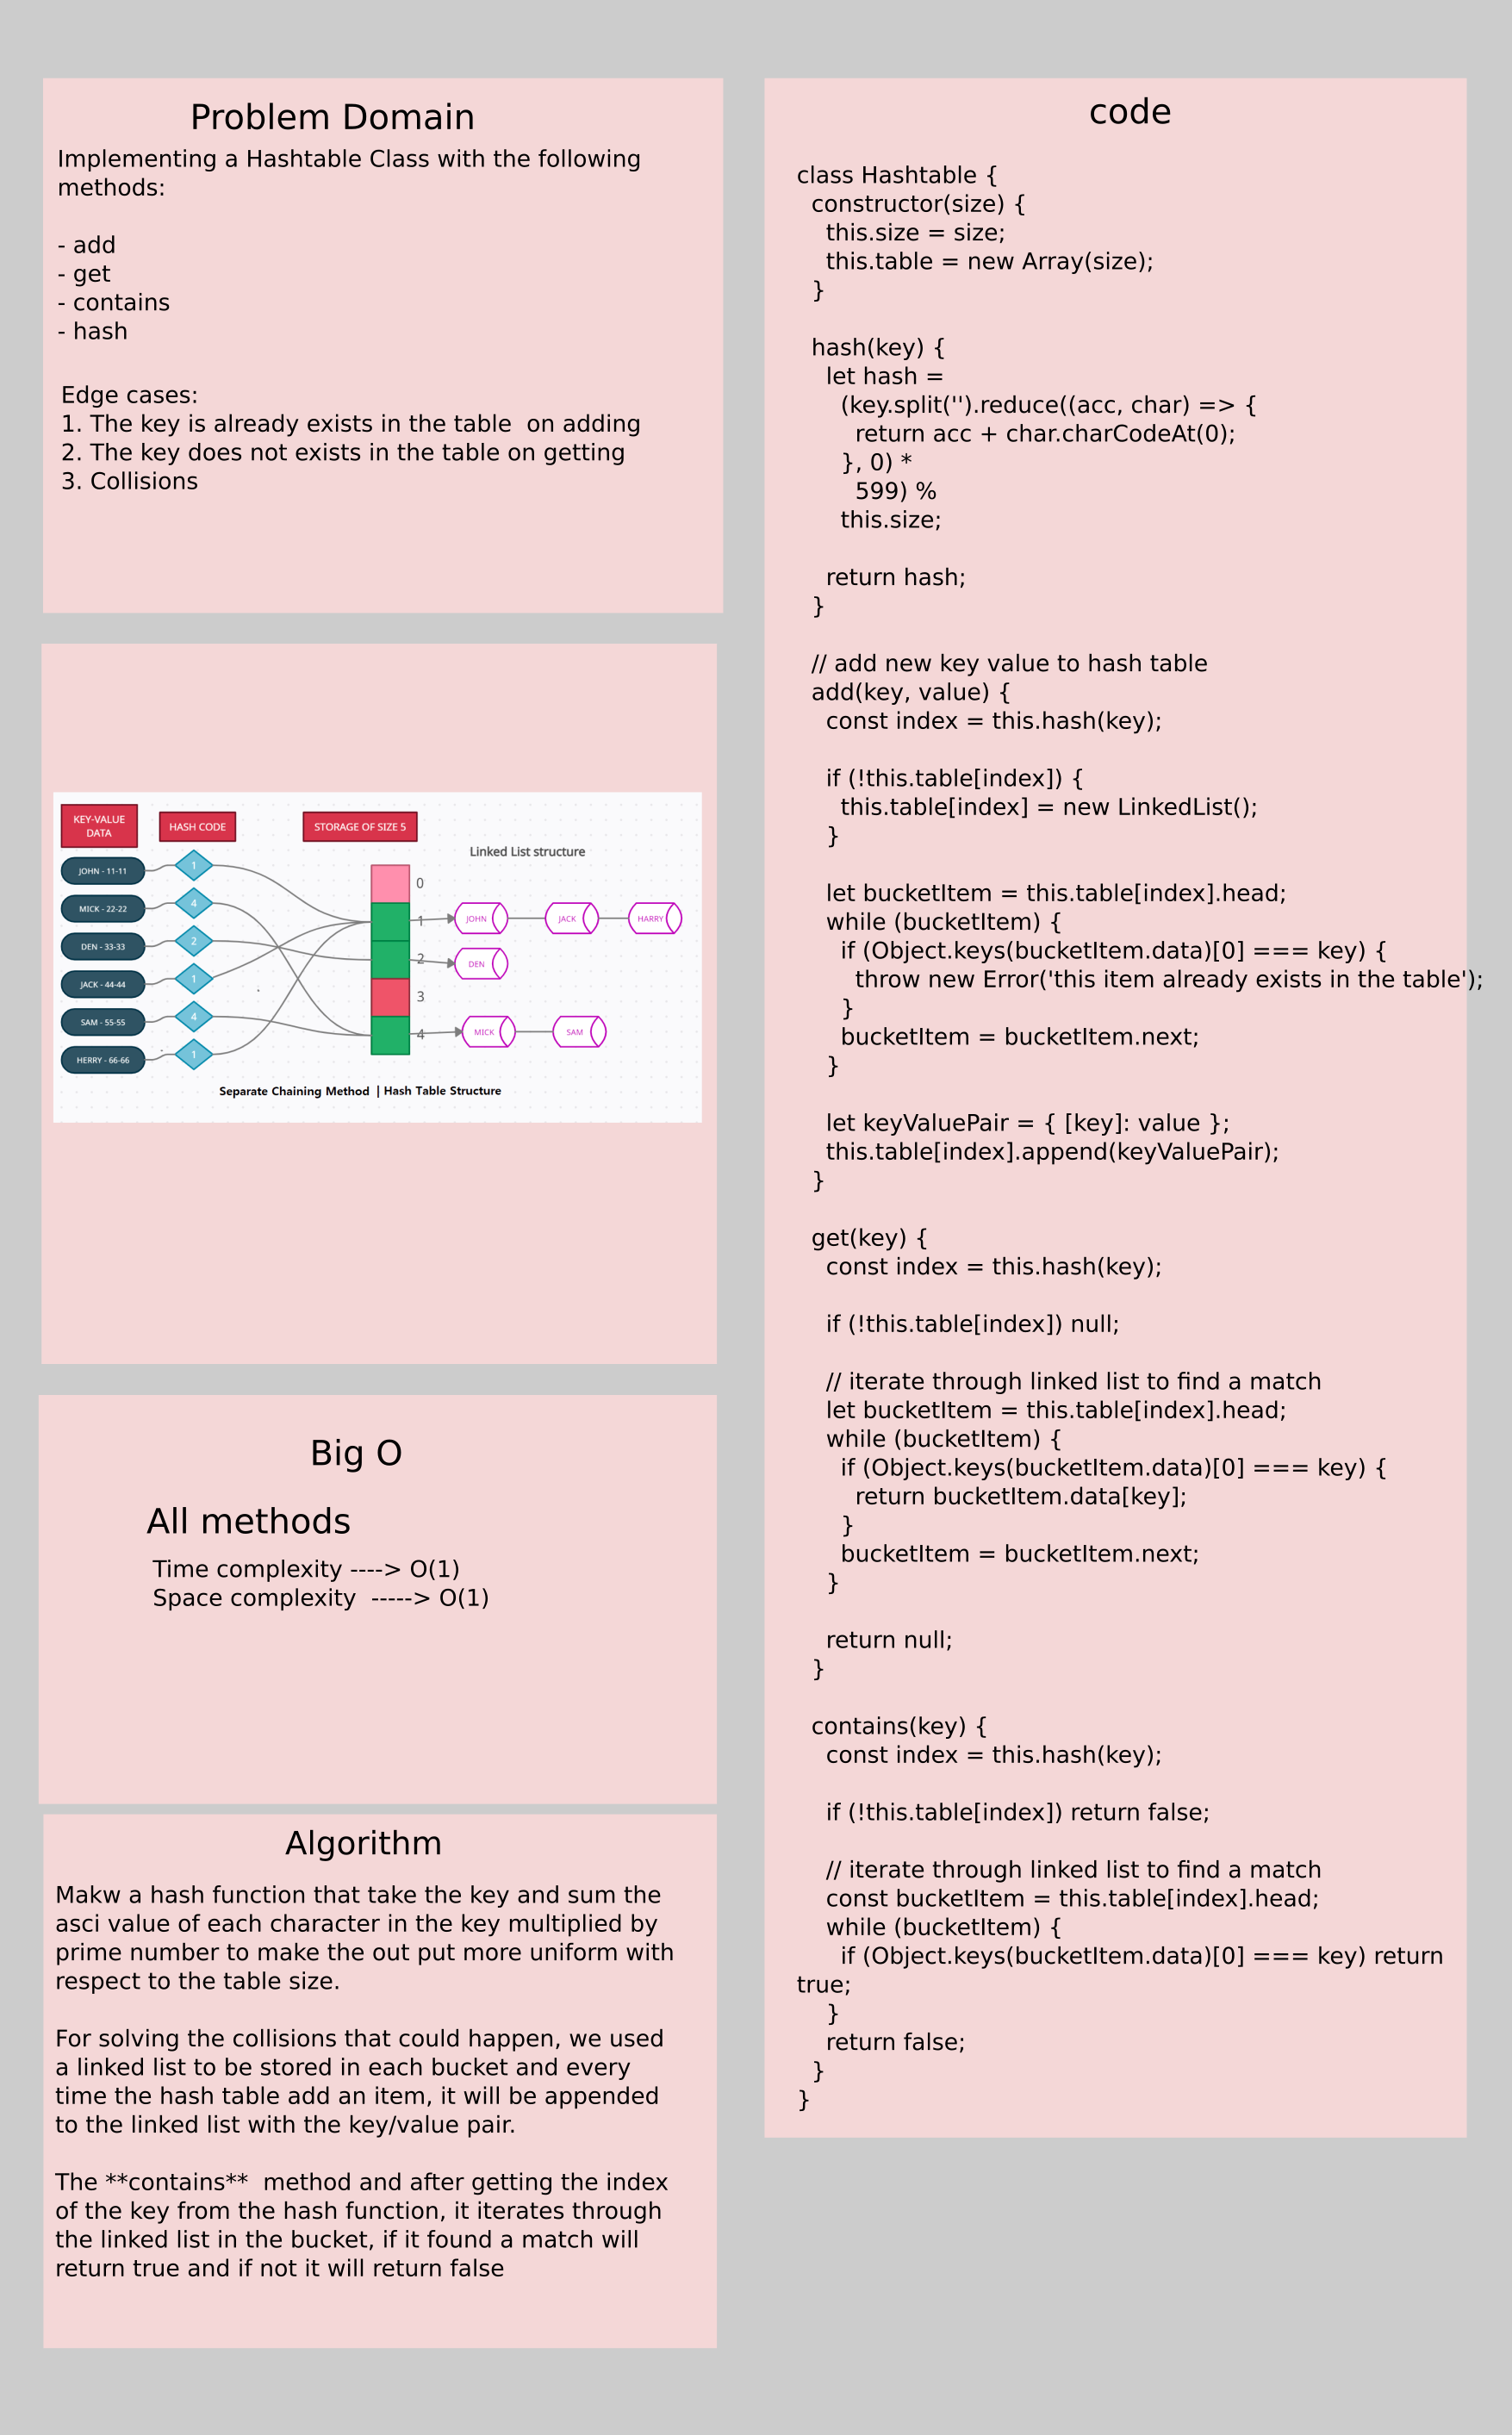 Problem Domain
Implementing a Hashtable Class with the following
methods:
- add
- get
- contains
- hash
Edge cases:
1. The key is already exists in the table  on adding
2. The key does not exists in the table on getting
3. Collisions
KEY-VALUE
DATA
HASH CODE
STORAGE OF SIZE 5
Linked List structure
JOHN - 11-11
1
0
MICK - 22-22
4
1
JOHN
JACK
HARRY
DEN - 33-33
2
2
DEN
JACK - 44-44
1
3
SAM - 55-55
4
4
MICK
SAM
HERRY - 66-66
1
Separate Chaining Method | Hash Table Structure
Big O
All methods
Time complexity ----> O(1)
Space complexity  -----> O(1)
Algorithm
Makw a hash function that take the key and sum the
asci value of each character in the key multiplied by
prime number to make the out put more uniform with
respect to the table size.
For solving the collisions that could happen, we used
a linked list to be stored in each bucket and every
time the hash table add an item, it will be appended
to the linked list with the key/value pair.
The **contains**  method and after getting the index
of the key from the hash function, it iterates through
the linked list in the bucket, if it found a match will
return true and if not it will return false
code
class Hashtable {
constructor(size) {
this.size = size;
this.table = new Array(size);
}
hash(key) {
let hash =
(key.split('').reduce((acc, char) => {
return acc + char.charCodeAt(0);
}, 0) *
599) %
this.size;
return hash;
}
// add new key value to hash table
add(key, value) {
const index = this.hash(key);
if (!this.table[index]) {
this.table[index] = new LinkedList();
}
let bucketItem = this.table[index].head;
while (bucketItem) {
if (Object.keys(bucketItem.data)[0] === key) {
throw new Error('this item already exists in the table');
}
bucketItem = bucketItem.next;
}
let keyValuePair = { [key]: value };
this.table[index].append(keyValuePair);
}
get(key) {
const index = this.hash(key);
if (!this.table[index]) null;
// iterate through linked list to find a match
let bucketItem = this.table[index].head;
while (bucketItem) {
if (Object.keys(bucketItem.data)[0] === key) {
return bucketItem.data[key];
}
bucketItem = bucketItem.next;
}
return null;
}
contains(key) {
const index = this.hash(key);
if (!this.table[index]) return false;
// iterate through linked list to find a match
const bucketItem = this.table[index].head;
while (bucketItem) {
if (Object.keys(bucketItem.data)[0] === key) return
true;
}
return false;
}
}